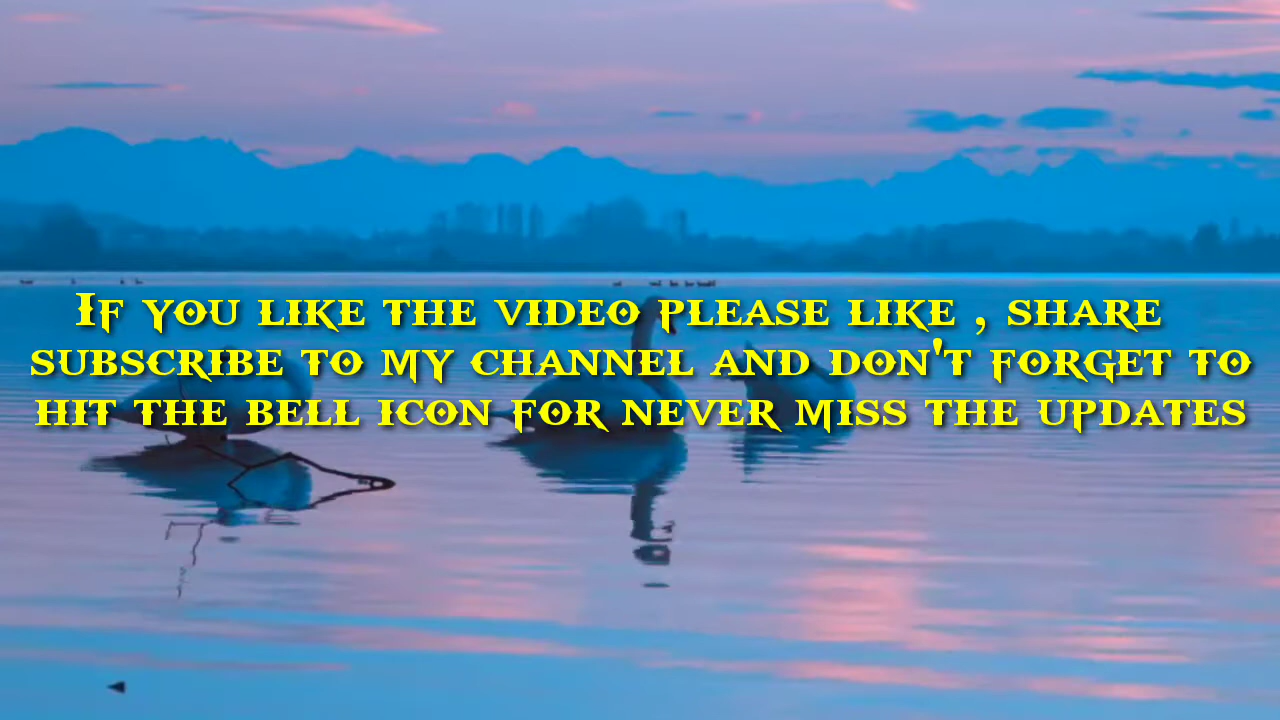 If you like the video please like , share
subscribe to my channel and don't forget to
hit the bell icon for never miss the updates